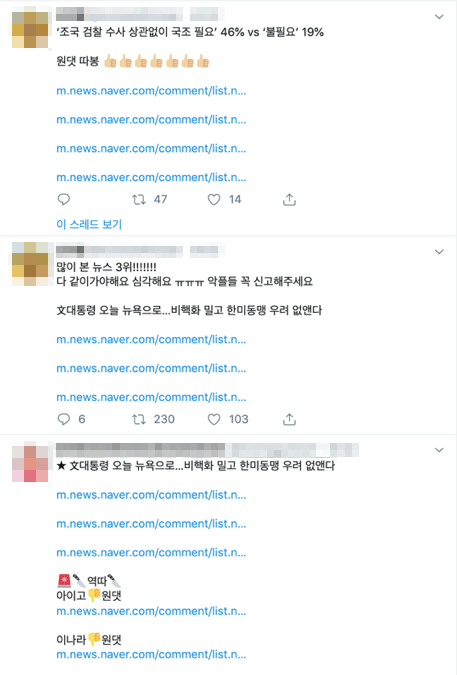 ‘조국 검찰 수사 상관없이 국조 필요’ 46% vs ‘불필요’ 19%
원댓 따봉 👍👍👍👍👍👍👍
m.news.naver.com/comment/list.n...
m.news.naver.com/comment/list.n...
m.news.naver.com/comment/list.n...
m.news.naver.com/comment/list.n...
47 14
이 스레드 보기
많이 본 뉴스 3위!!!!!!!
다 같이가야해요 심각해요 ㅠㅠㅠ 악플들 꼭 신고해주세요
文대통령 오늘 뉴욕으로...비핵화 밀고 한미동맹 우려 없앤다
m.news.naver.com/comment/list.n...
m.news.naver.com/comment/list.n...
m.news.naver.com/comment/list.n...
6 230 103
★ 文대통령 오늘 뉴욕으로...비핵화 밀고 한미동맹 우려 없앤다
m.news.naver.com/comment/list.n...
m.news.naver.com/comment/list.n...
m.news.naver.com/comment/list.n...
🚨🔪역따🔪
아이고👎원댓
m.news.naver.com/comment/list.n...
이나라👎원댓
m.news.naver.com/comment/list.n...